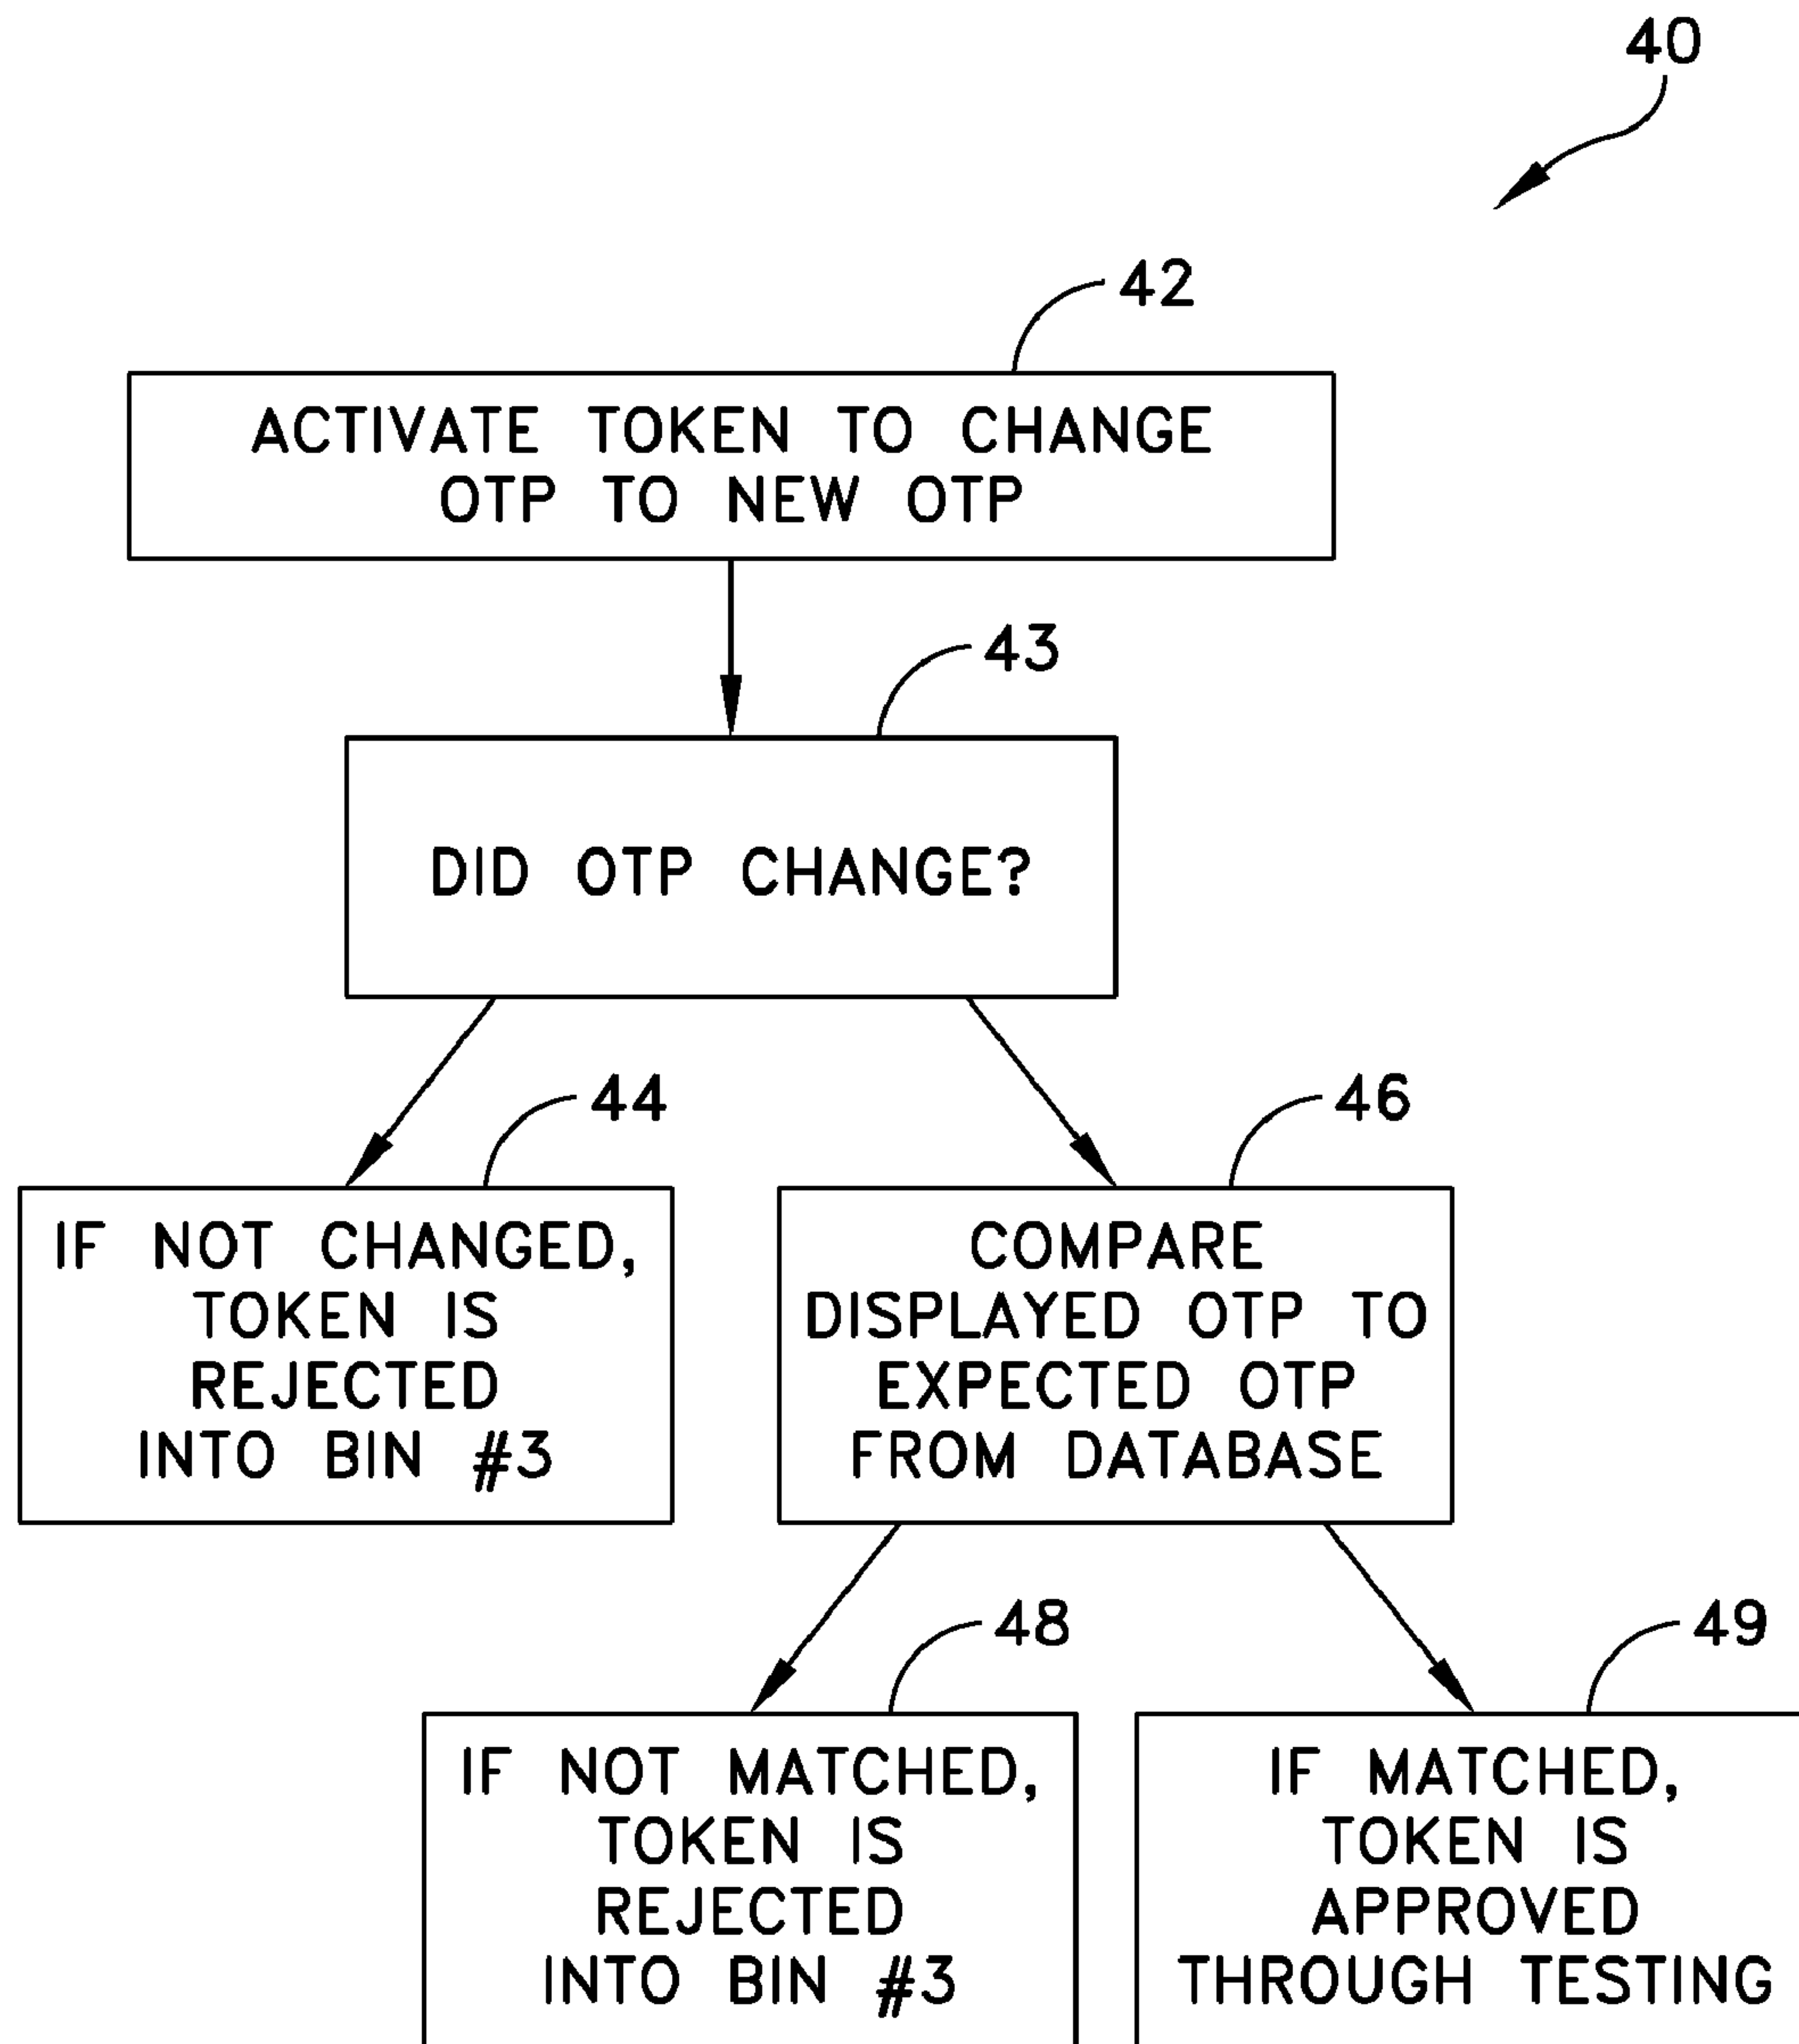 40
42
ACTIVATE TOKEN TO CHANGE
OTP TO NEW OTP
43
DID OTP CHANGE?
44
IF NOT CHANGED,
TOKEN IS
REJECTED
INTO BIN #3
46
COMPARE
DISPLAYED OTP TO
EXPECTED OTP
FROM DATABASE
48
IF NOT MATCHED,
TOKEN IS
REJECTED
INTO BIN #3
49
IF MATCHED,
TOKEN IS
APPROVED
THROUGH TESTING